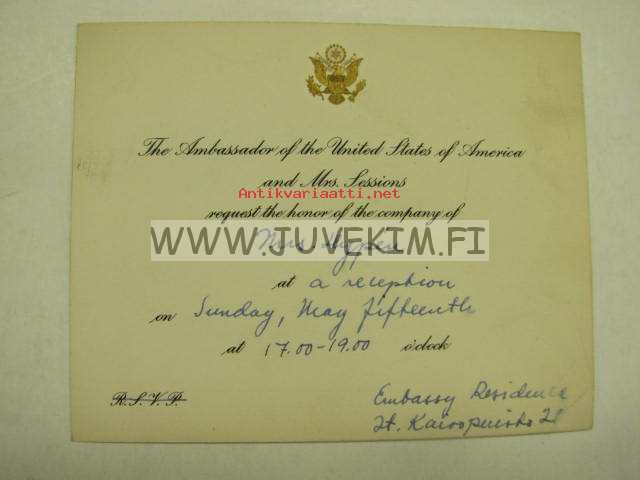 The Ambassador of the United States of America
and Mrs. Sessions
Antikvariaatti.net
request the honor of the company of
WWW.JUVEKIM.FI
Mrs
at a reception
on Sunday, May fifteenth
at 17.00-19.00 o'clock
R.S.V.P.
Embassy Residence
It. Kaivopuisto 21